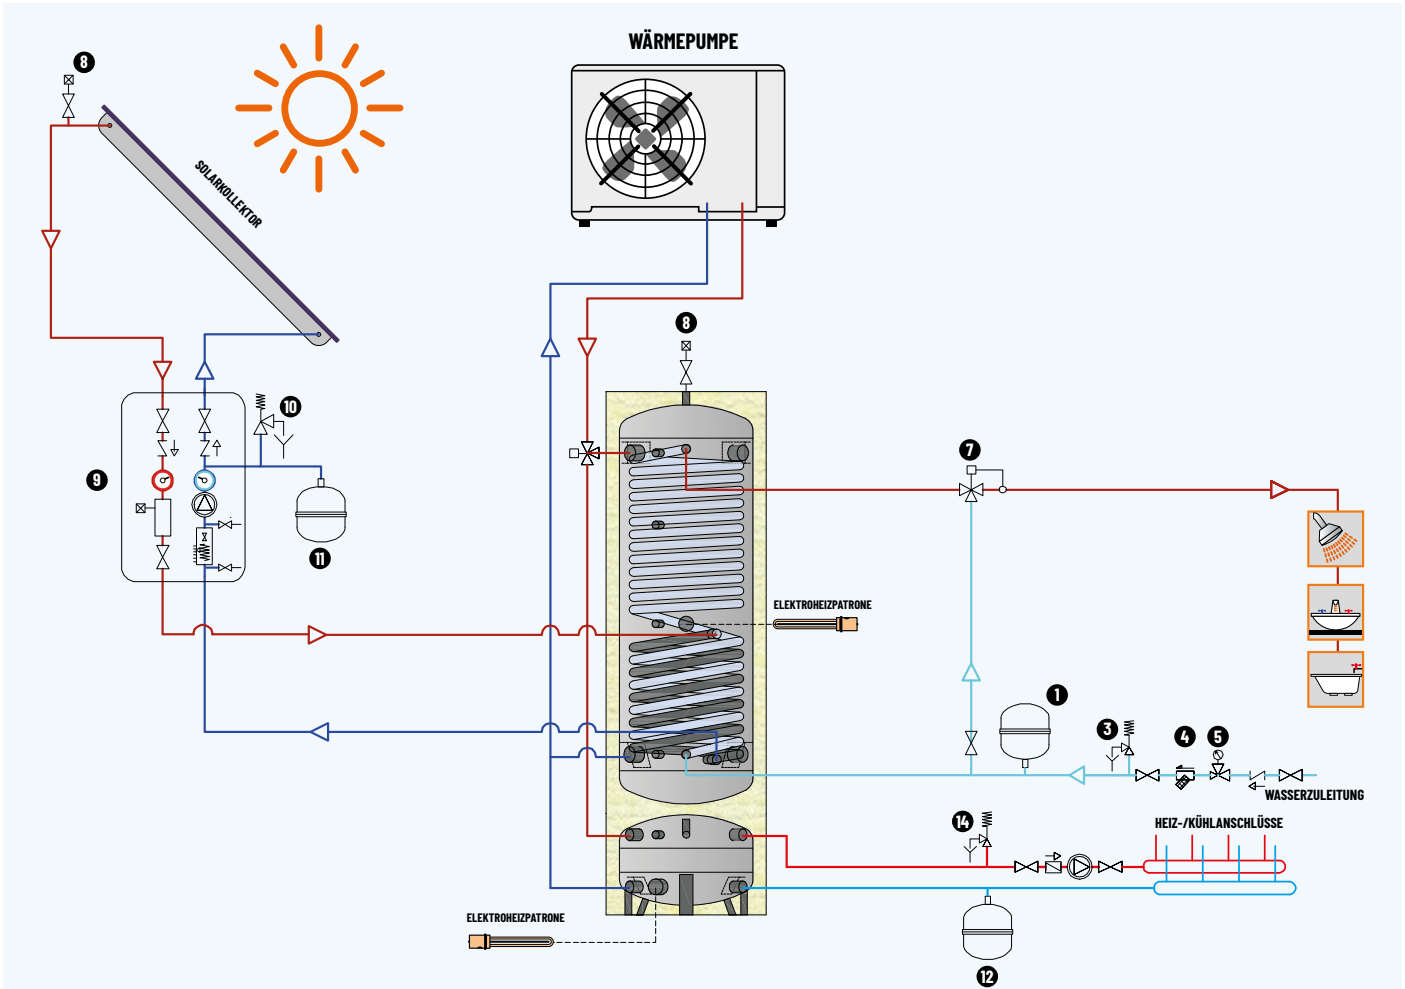 WÄRMEPUMPE
8
SOLARKOLLEKTOR
8
10
7
9
11
ELEKTROHEIZPATRONE
1
3
4
5
WASSERZULEITUNG
14
HEIZ-/KÜHLANSCHLÜSSE
ELEKTROHEIZPATRONE
12